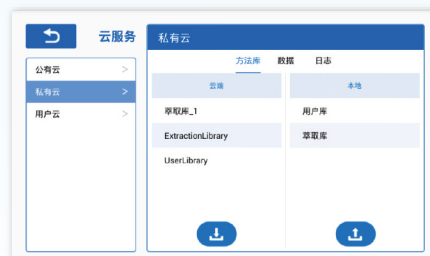 云服务
私有云
方法库 数据 日志
公有云 >
私有云 >
用户云 >
云端 本地
萃取库_1 用户库
ExtractionLibrary 萃取库
UserLibrary